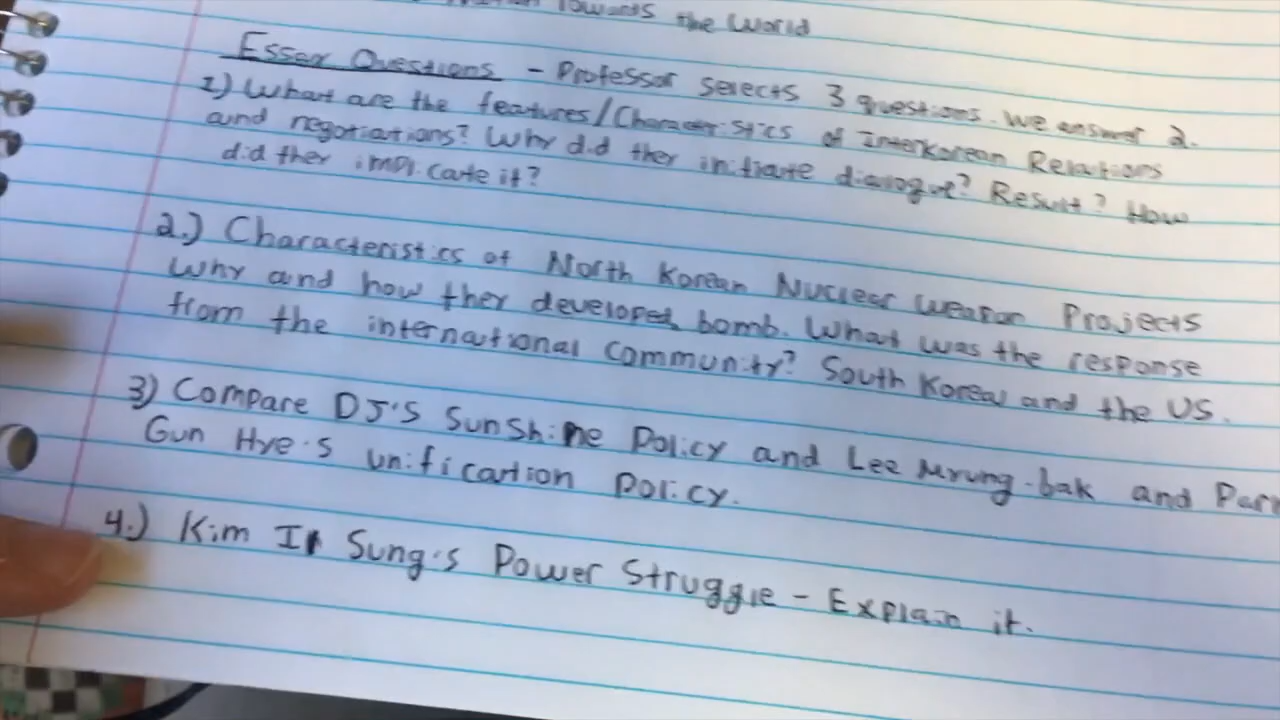 Towards the World
Essay Questions - Professor selects 3 questions. We answer 2.
1) What are the features/Characteristics of Interkorean Relations
and negotiations? Why did they initiate dialogue? Result? How
did they implicate it?
2.) Characteristics of North Korean Nuclear Weapon Projects
Why and how they developed bomb. What was the response
from the international community? South Korea and the US.
3) Compare DJ's Sunshine Policy and Lee Myung-bak and Park
Gun Hye's unification policy.
4.) Kim Il Sung's Power Struggle - Explain it.